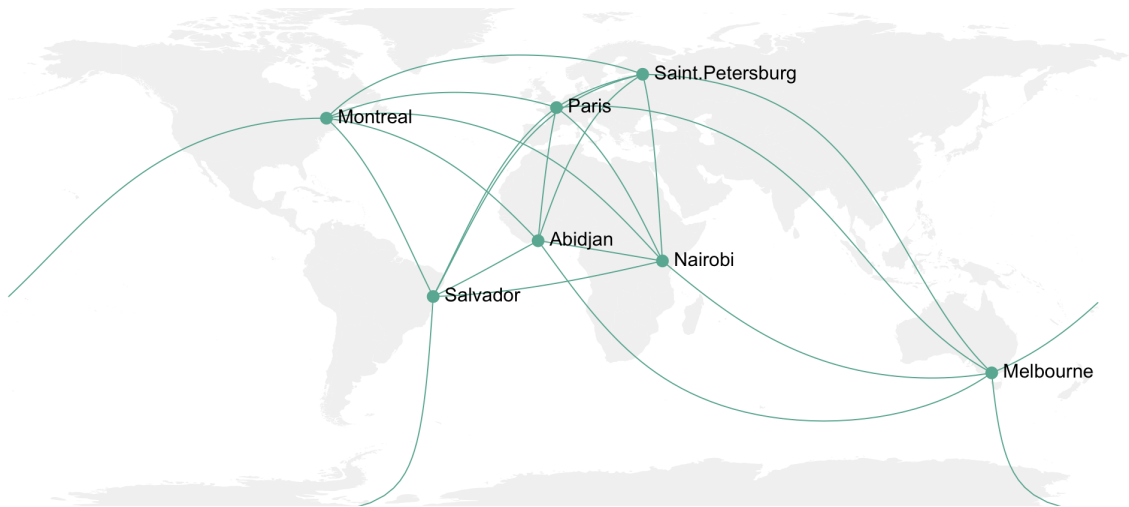 Saint.Petersburg
Paris
Montreal
Abidjan
Nairobi
Salvador
Melbourne